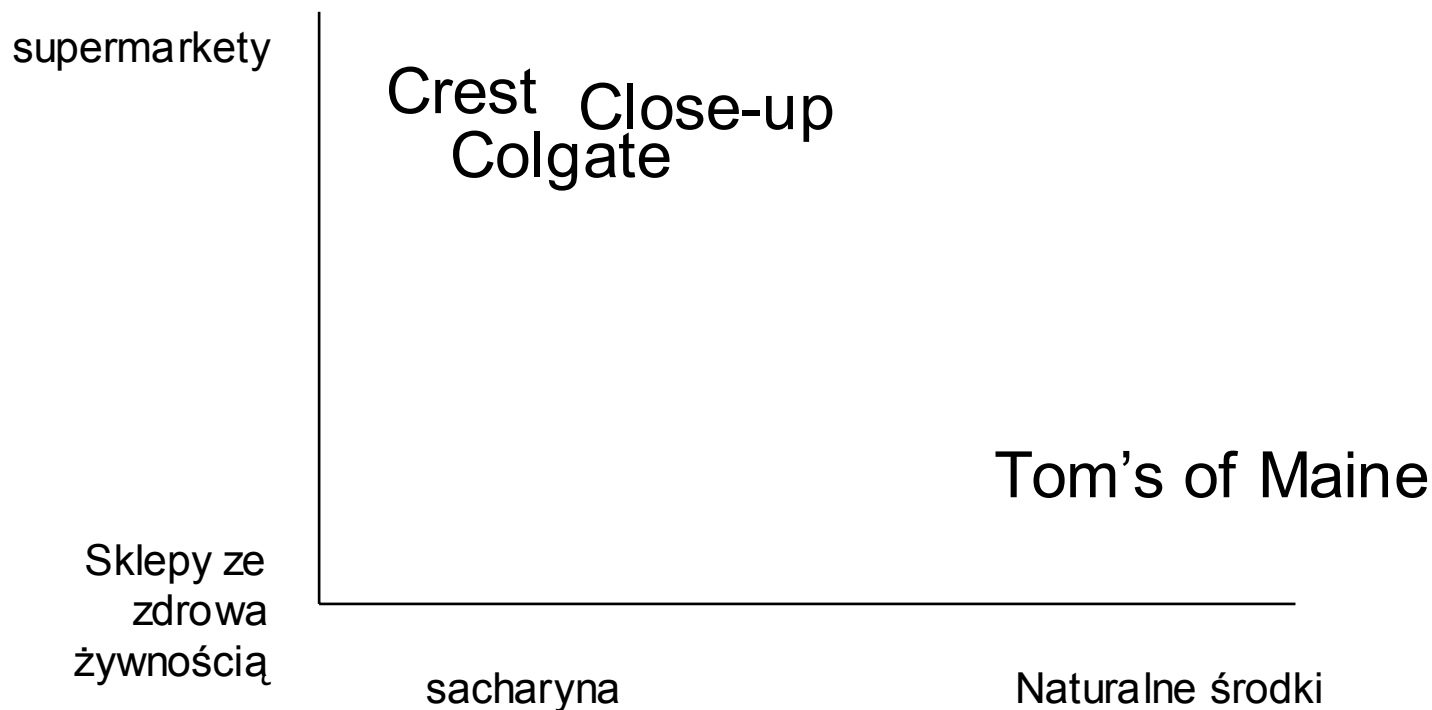 supermarkety
Crest
Close-up
Colgate
Tom’s of Maine
Sklepy ze
zdrowa
żywnością
sacharyna
Naturalne środki